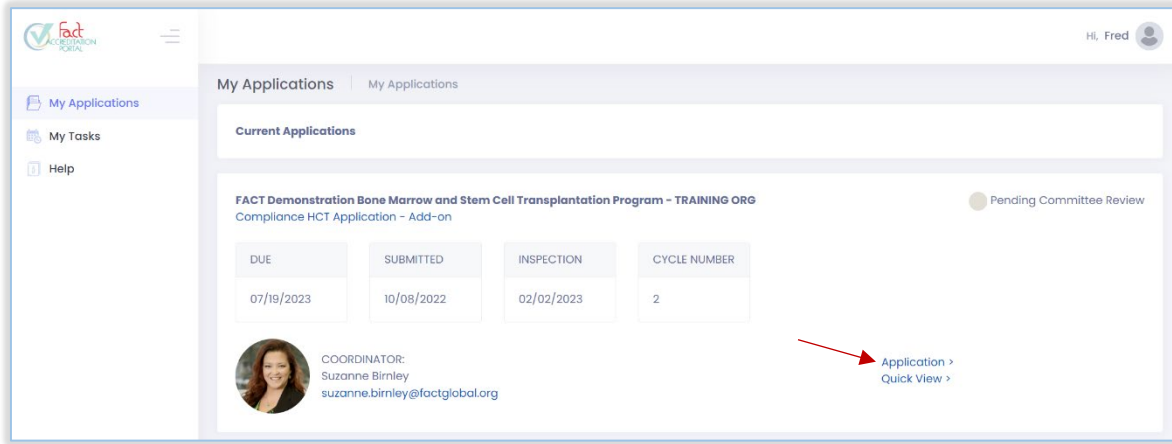 fact
ACCREDITATION
PORTAL
Hi, Fred
My Applications
My Tasks
Help
My Applications My Applications
Current Applications
FACT Demonstration Bone Marrow and Stem Cell Transplantation Program - TRAINING ORG
Pending Committee Review
Compliance HCT Application - Add-on
DUE SUBMITTED INSPECTION CYCLE NUMBER
07/19/2023 10/08/2022 02/02/2023 2
COORDINATOR:
Suzanne Birnley
suzanne.birnley@factglobal.org
Application >
Quick View >